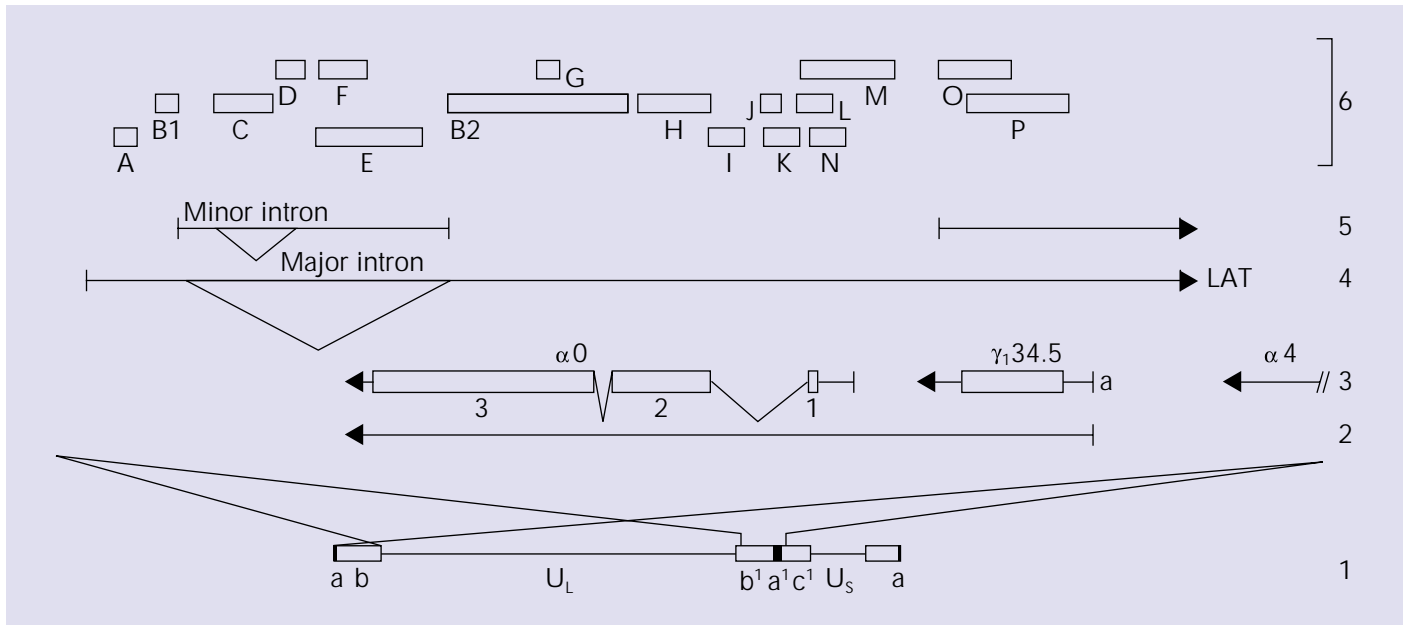 D F G M O
B1 C B2 H J L P 6
A E I K N
Minor intron 5
Major intron LAT 4
α0 γ₁34.5 α4
a 3
3 2 1
2
a b U_L b¹ a¹ c¹ U_S a 1